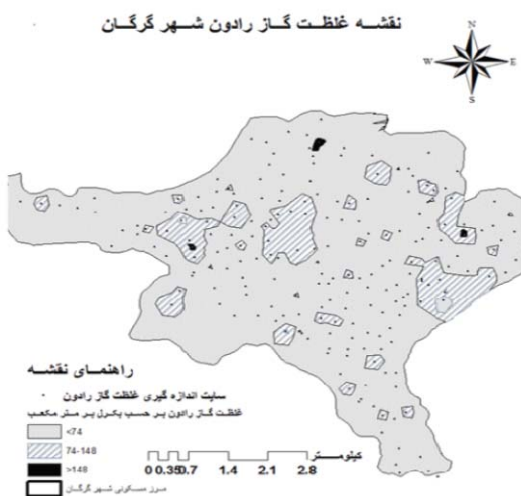 نقشه غلظت گاز رادون شهر گرگان
N
W E
S
راهنمای نقشه
سایت اندازه گیری غلظت گاز رادون
غلظت گاز رادون بر حسب بکرل بر متر مکعب
<74
74-148
>148
مرز مسکونی شهر گرگان
کیلومتر
0 0.35 0.7 1.4 2.1 2.8